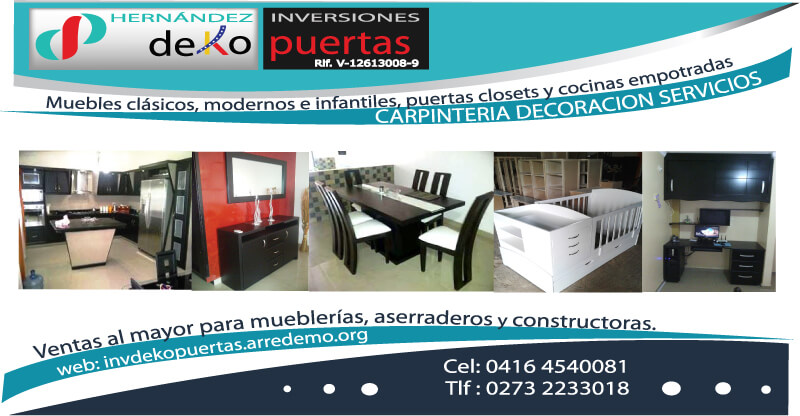 HERNÁNDEZ
deko
INVERSIONES
puertas
Rif. V-12613008-9
Muebles clásicos, modernos e infantiles, puertas closets y cocinas empotradas
CARPINTERIA DECORACION SERVICIOS
Ventas al mayor para mueblerías, aserraderos y constructoras.
web: invdekopuertas.arredemo.org
Cel: 0416 4540081
Tlf : 0273 2233018